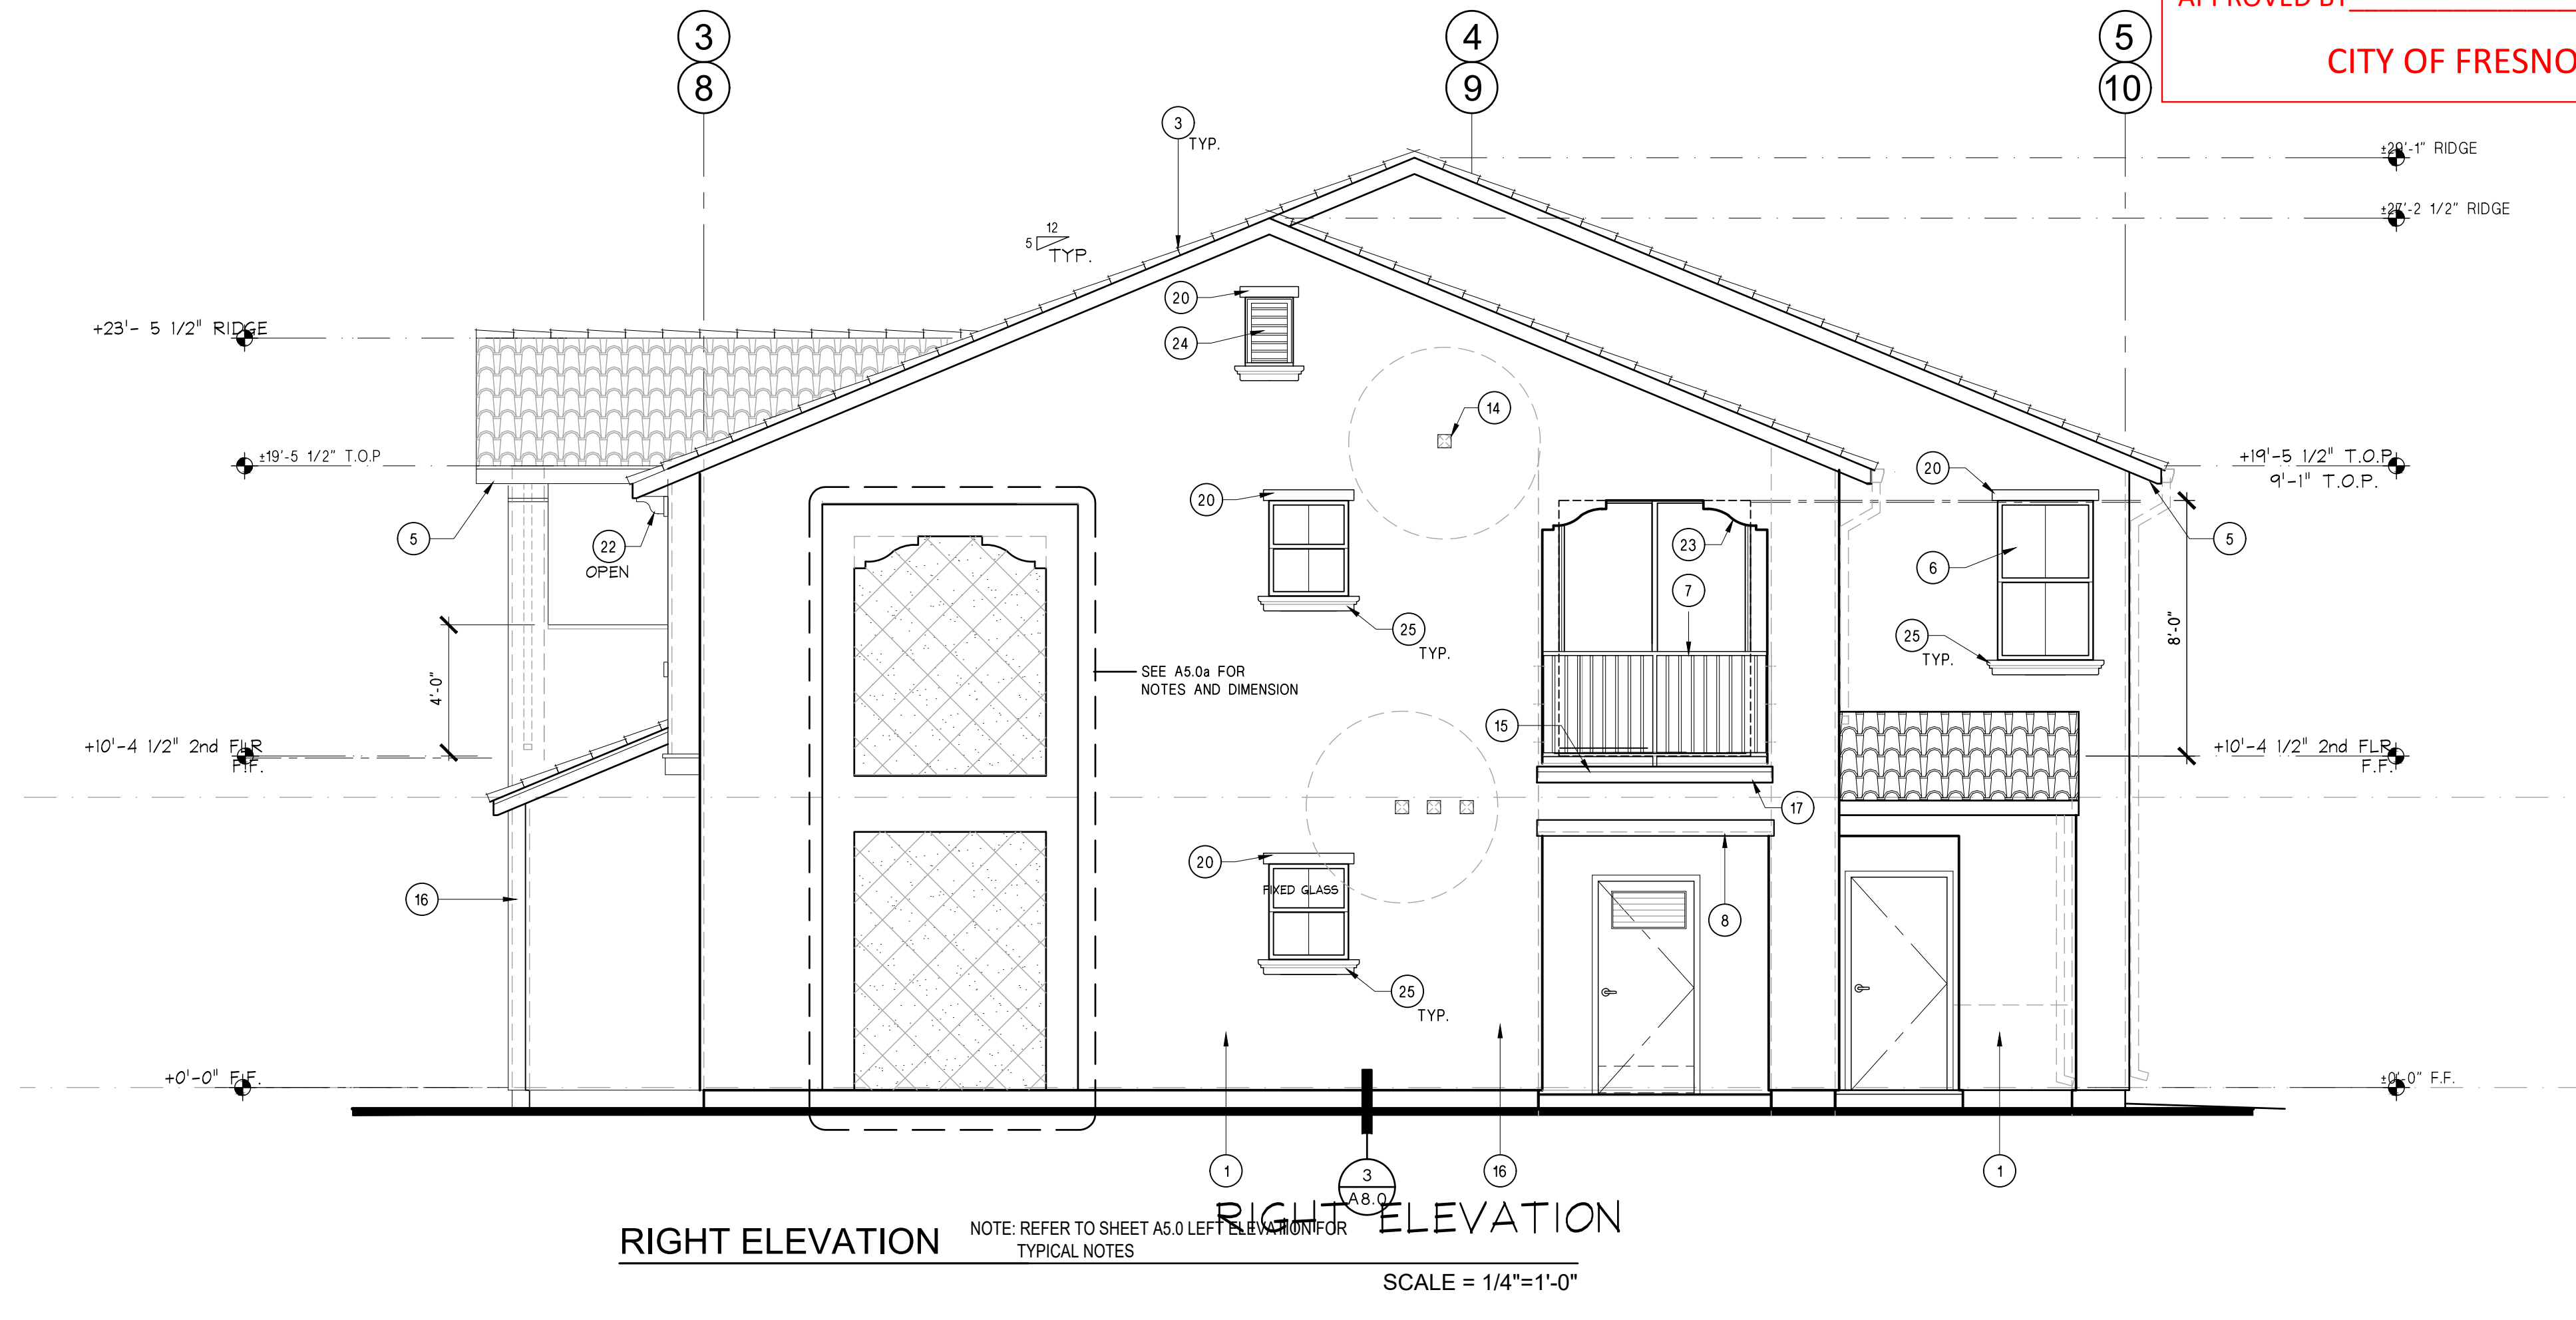 APPROVED BY
CITY OF FRESNO
3
8
4
9
5
10
3
TYP.
±29'-1" RIDGE
±27'-2 1/2" RIDGE
12
5
TYP.
20
24
+23'- 5 1/2" RIDGE
14
±19'-5 1/2" T.O.P
+19'-5 1/2" T.O.P.
9'-1" T.O.P.
20
20
5
22
OPEN
23
5
6
7
25
TYP.
25
TYP.
8'-0"
4'-0"
SEE A5.0a FOR
NOTES AND DIMENSION
15
+10'-4 1/2" 2nd FLR
F.F.
+10'-4 1/2" 2nd FLR
F.F.
17
20
FIXED GLASS
16
8
25
TYP.
+0'-0" F.F.
±0'-0" F.F.
1
3
A8.0
16
1
RIGHT ELEVATION
RIGHT ELEVATION
NOTE: REFER TO SHEET A5.0 LEFT ELEVATION FOR
TYPICAL NOTES
SCALE = 1/4"=1'-0"